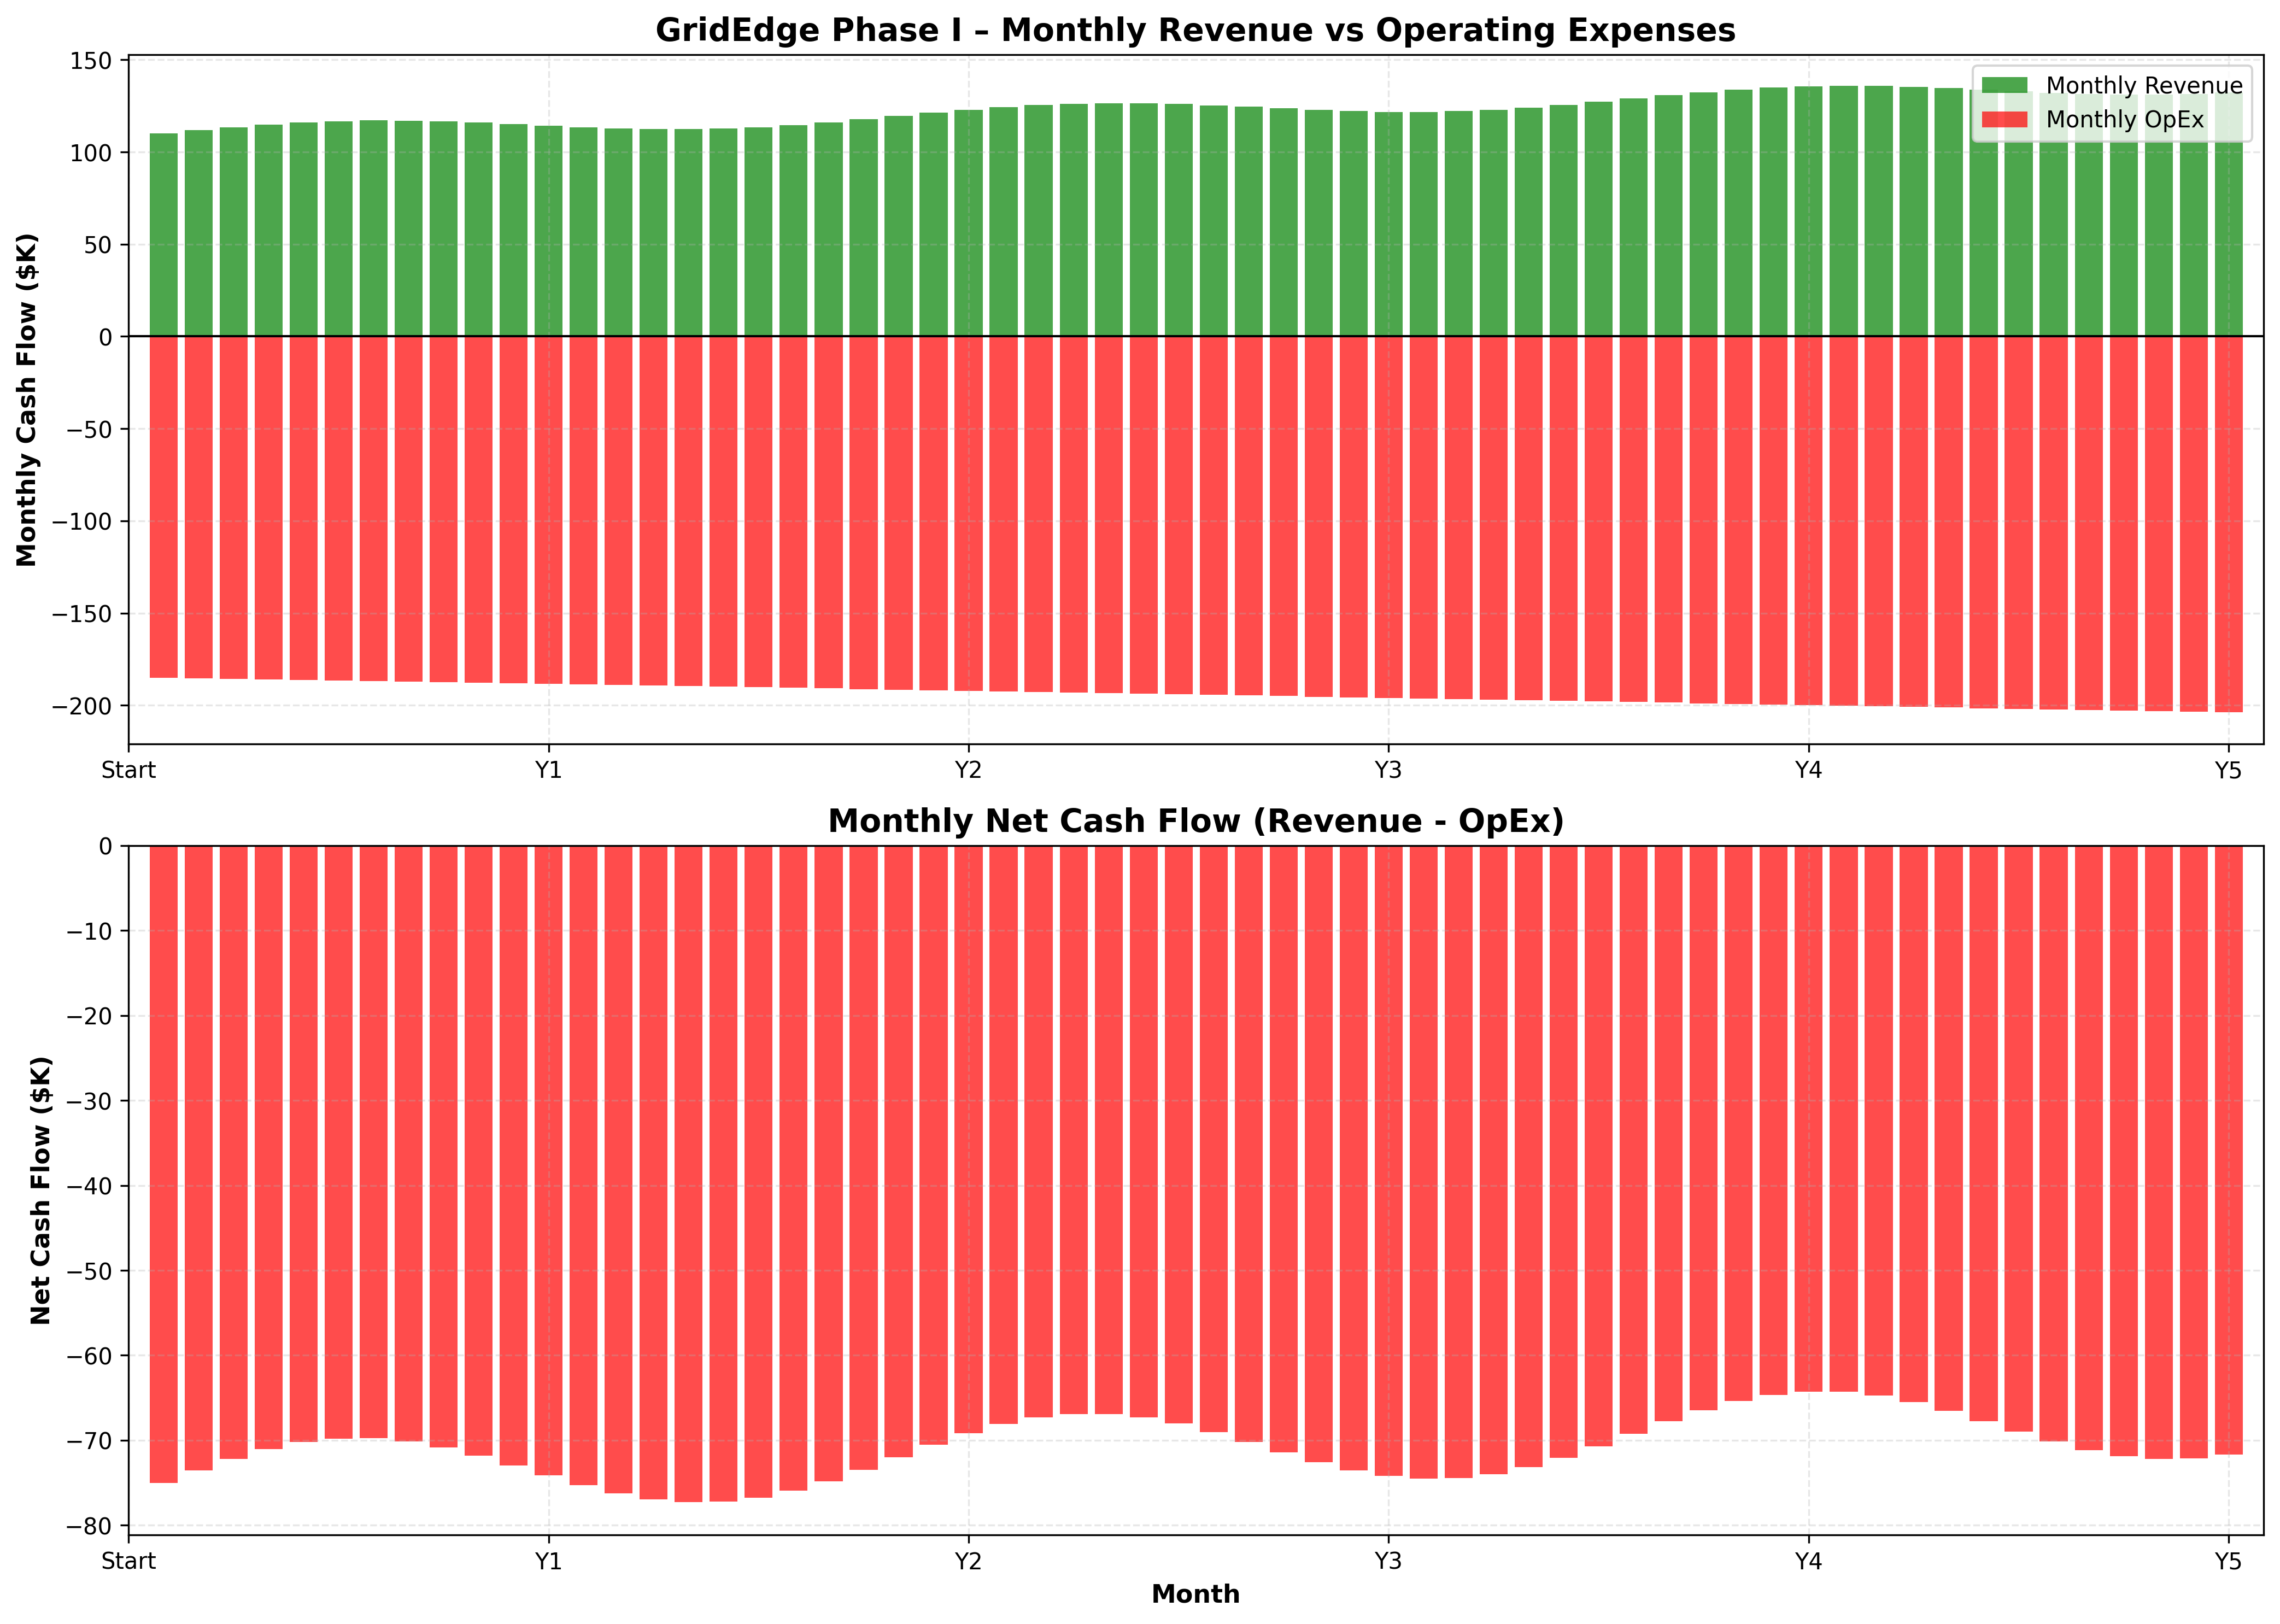 GridEdge Phase I – Monthly Revenue vs Operating Expenses
Monthly Cash Flow ($K)
150
100
50
0
−50
−100
−150
−200
Monthly Revenue
Monthly OpEx
Start Y1 Y2 Y3 Y4 Y5
Monthly Net Cash Flow (Revenue - OpEx)
Net Cash Flow ($K)
0
−10
−20
−30
−40
−50
−60
−70
−80
Start Y1 Y2 Y3 Y4 Y5
Month